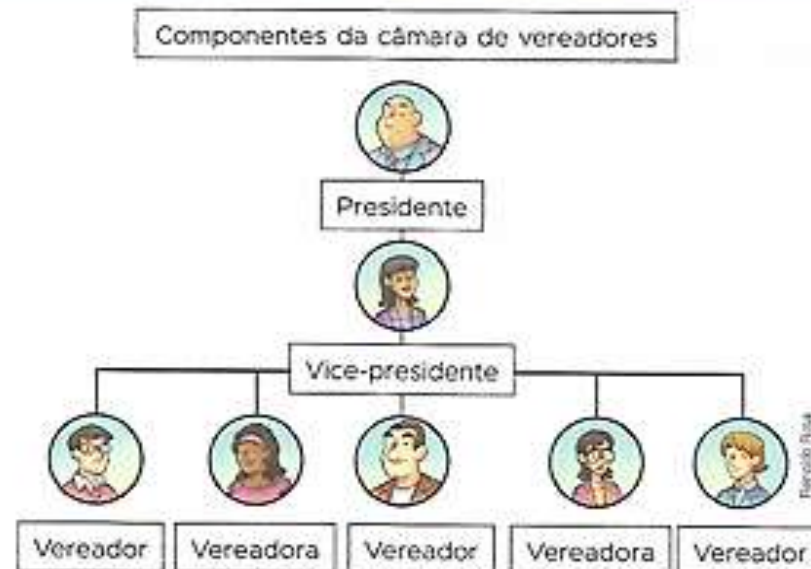 Componentes da câmara de vereadores
Presidente
Vice-presidente
Vereador
Vereadora
Vereador
Vereadora
Vereador